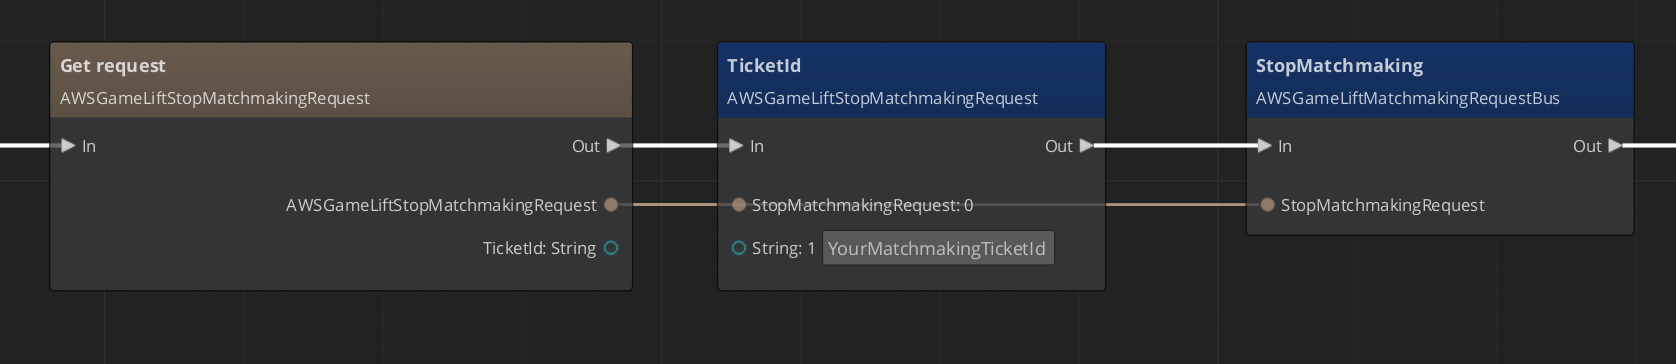 Get request
AWSGameLiftStopMatchmakingRequest
In
Out
AWSGameLiftStopMatchmakingRequest
TicketId: String
TicketId
AWSGameLiftStopMatchmakingRequest
In
Out
StopMatchmakingRequest: 0
String: 1 YourMatchmakingTicketId
StopMatchmaking
AWSGameLiftMatchmakingRequestBus
In
Out
StopMatchmakingRequest